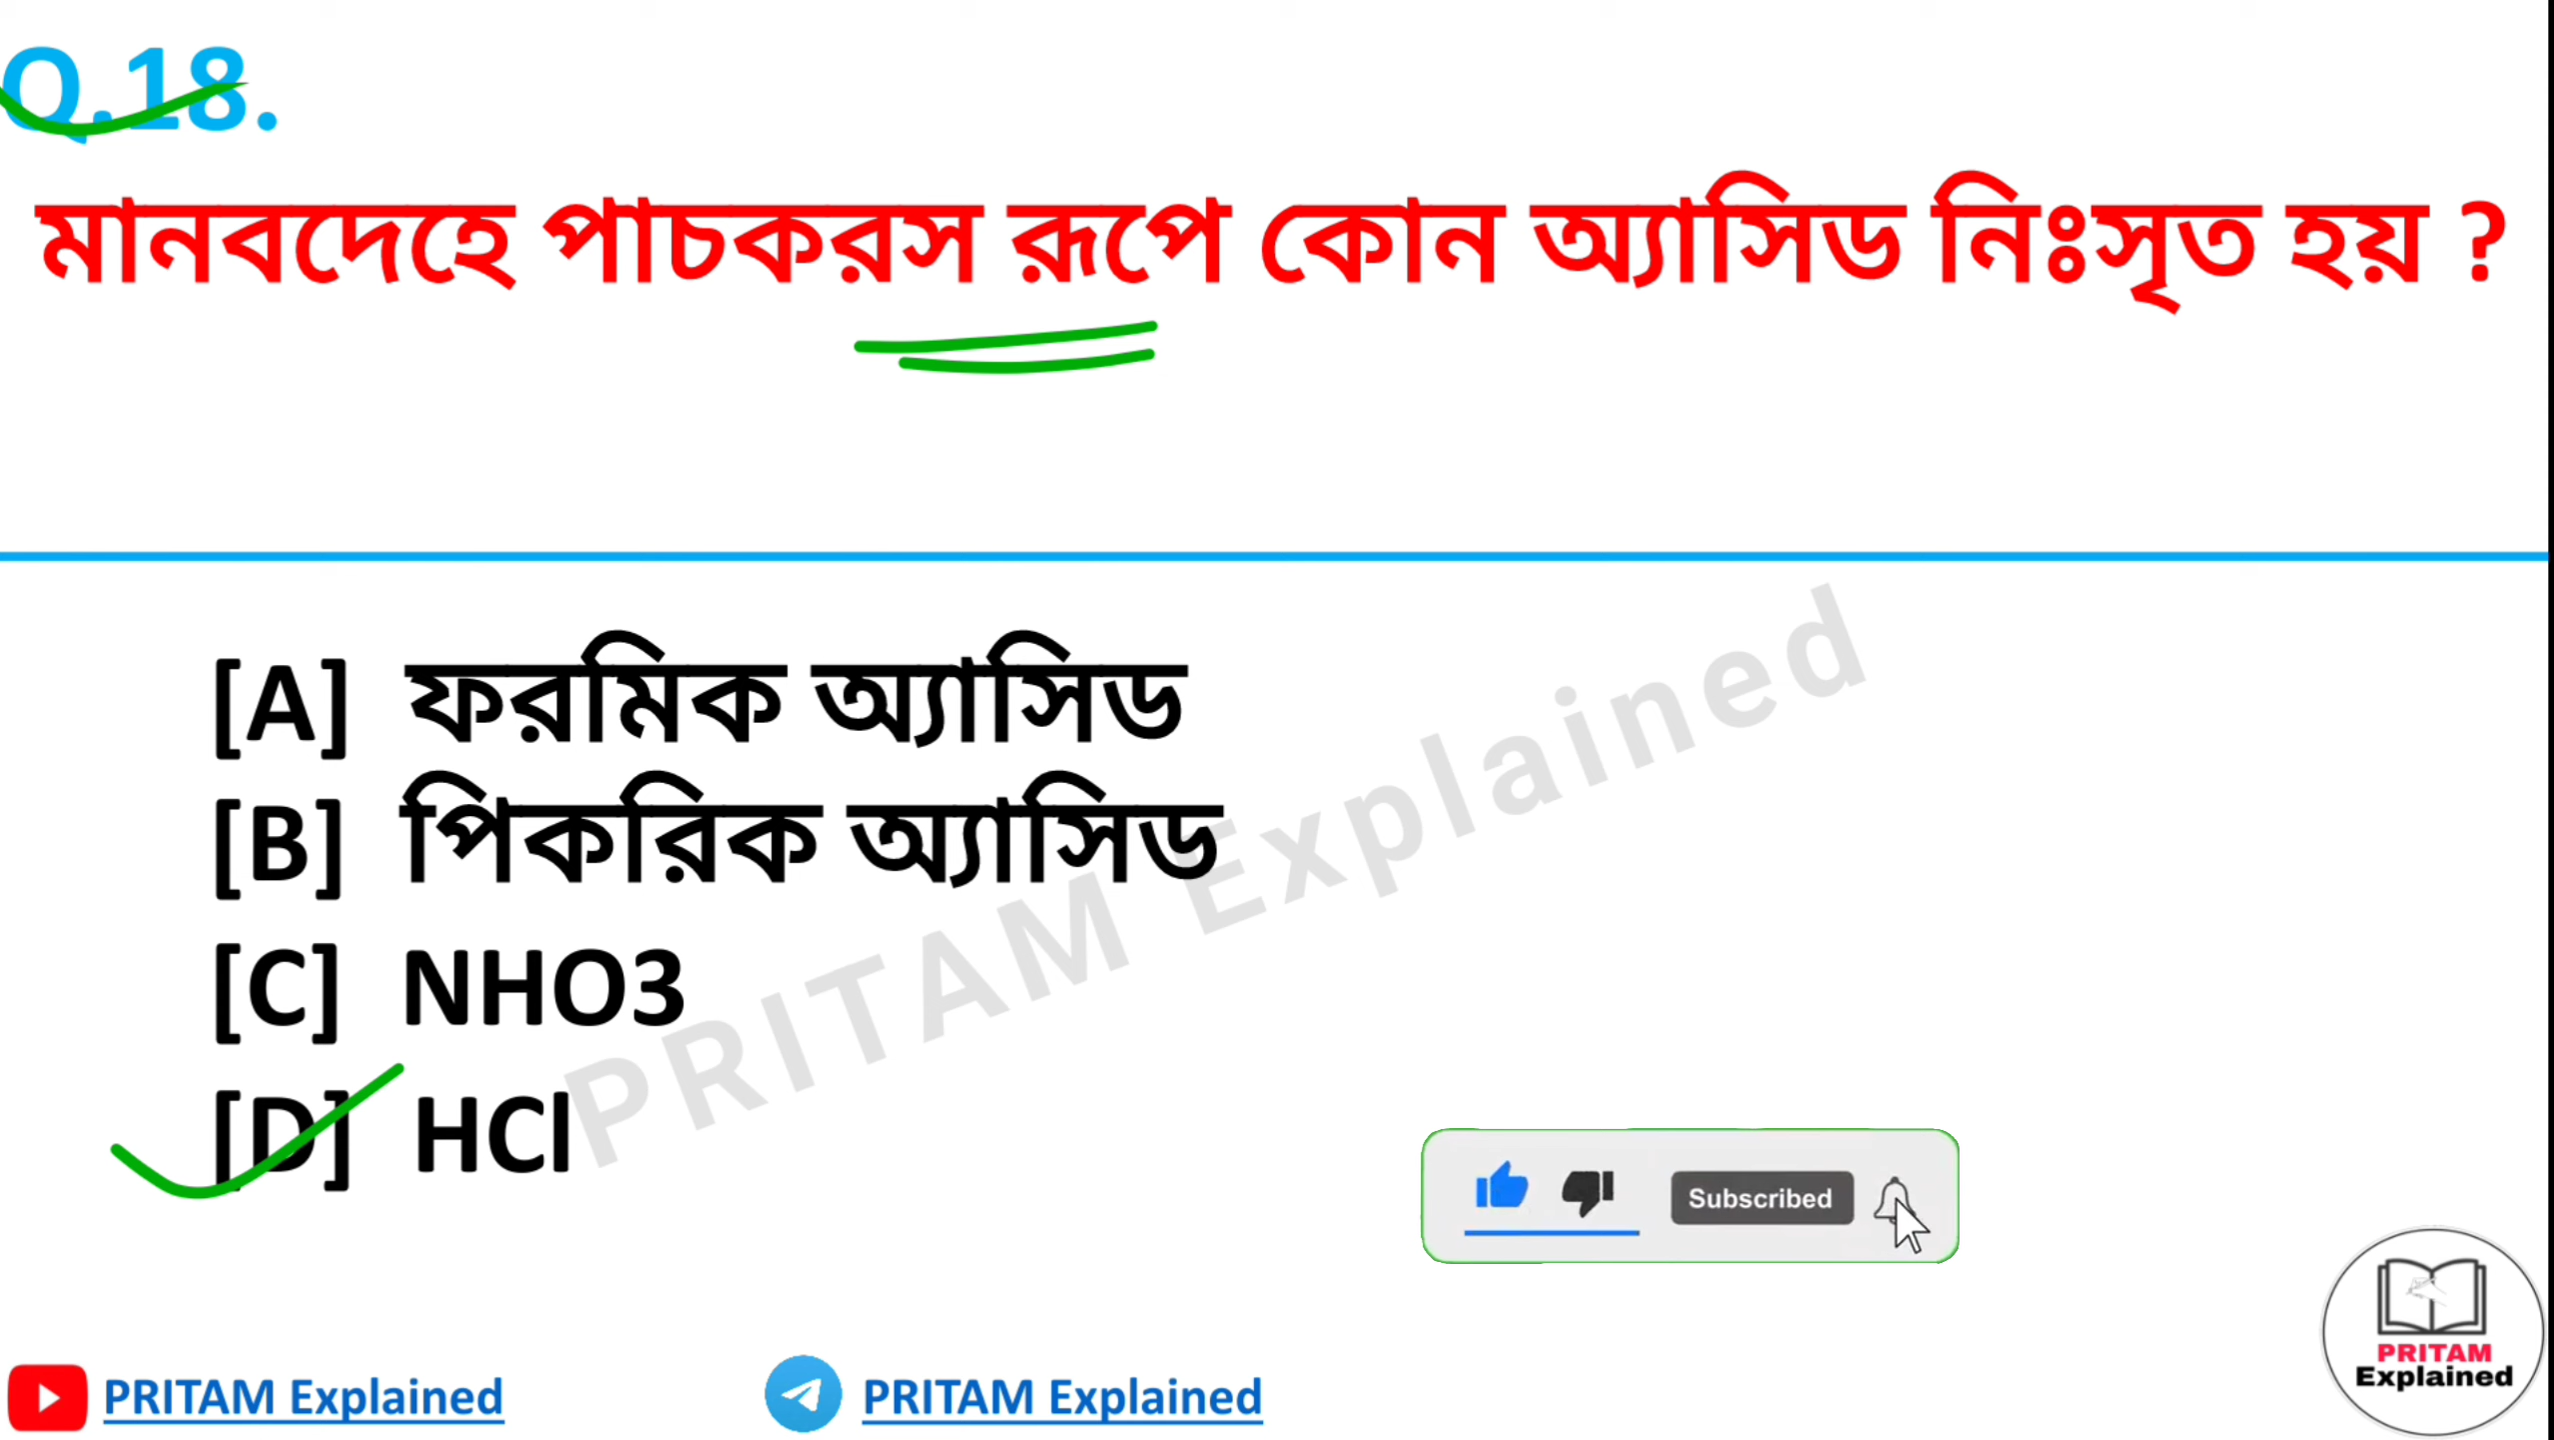 Q.18.
মানবদেহে পাচকরস রূপে কোন অ্যাসিড নিঃসৃত হয় ?
[A] ফরমিক অ্যাসিড
[B] পিকরিক অ্যাসিড
[C] NHO3
[D] HCl
PRITAM Explained
Subscribed
PRITAM Explained
PRITAM Explained
PRITAM
Explained